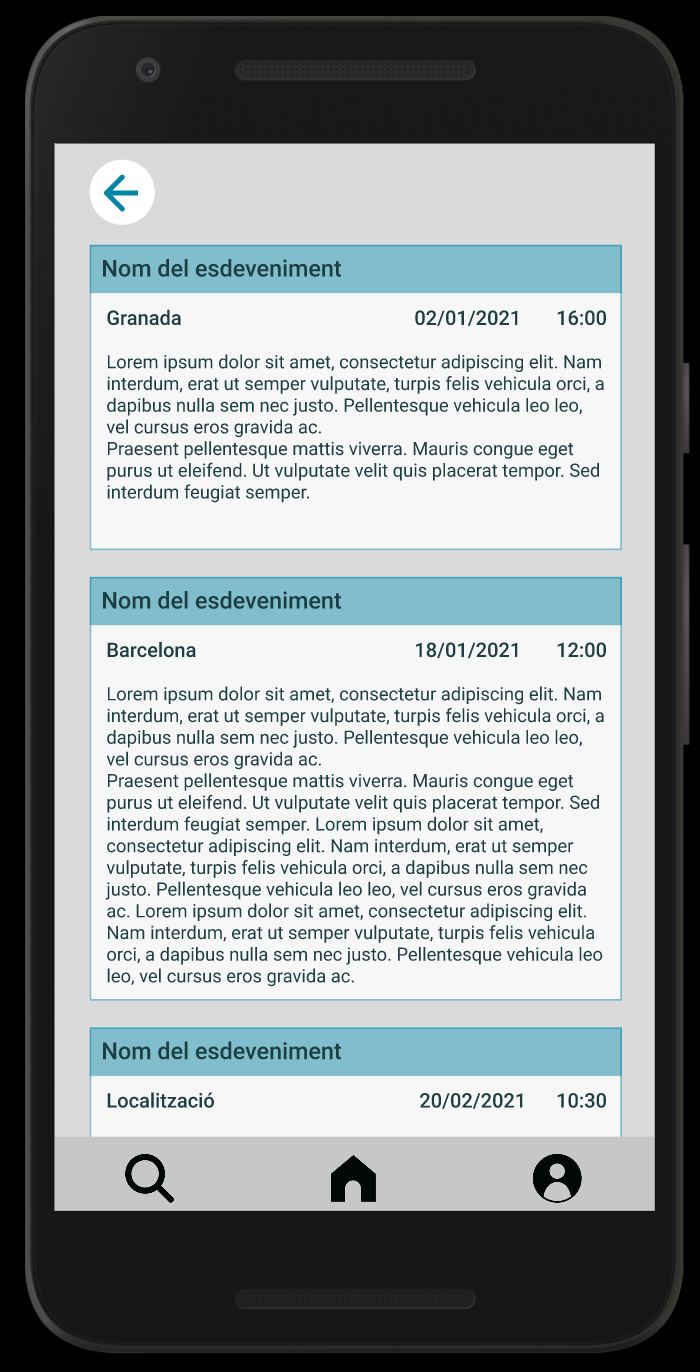 Nom del esdeveniment
Granada 02/01/2021 16:00
Lorem ipsum dolor sit amet, consectetur adipiscing elit. Nam
interdum, erat ut semper vulputate, turpis felis vehicula orci, a
dapibus nulla sem nec justo. Pellentesque vehicula leo leo,
vel cursus eros gravida ac.
Praesent pellentesque mattis viverra. Mauris congue eget
purus ut eleifend. Ut vulputate velit quis placerat tempor. Sed
interdum feugiat semper.
Nom del esdeveniment
Barcelona 18/01/2021 12:00
Lorem ipsum dolor sit amet, consectetur adipiscing elit. Nam
interdum, erat ut semper vulputate, turpis felis vehicula orci, a
dapibus nulla sem nec justo. Pellentesque vehicula leo leo,
vel cursus eros gravida ac.
Praesent pellentesque mattis viverra. Mauris congue eget
purus ut eleifend. Ut vulputate velit quis placerat tempor. Sed
interdum feugiat semper. Lorem ipsum dolor sit amet,
consectetur adipiscing elit. Nam interdum, erat ut semper
vulputate, turpis felis vehicula orci, a dapibus nulla sem nec
justo. Pellentesque vehicula leo leo, vel cursus eros gravida
ac. Lorem ipsum dolor sit amet, consectetur adipiscing elit.
Nam interdum, erat ut semper vulputate, turpis felis vehicula
orci, a dapibus nulla sem nec justo. Pellentesque vehicula leo
leo, vel cursus eros gravida ac.
Nom del esdeveniment
Localització 20/02/2021 10:30